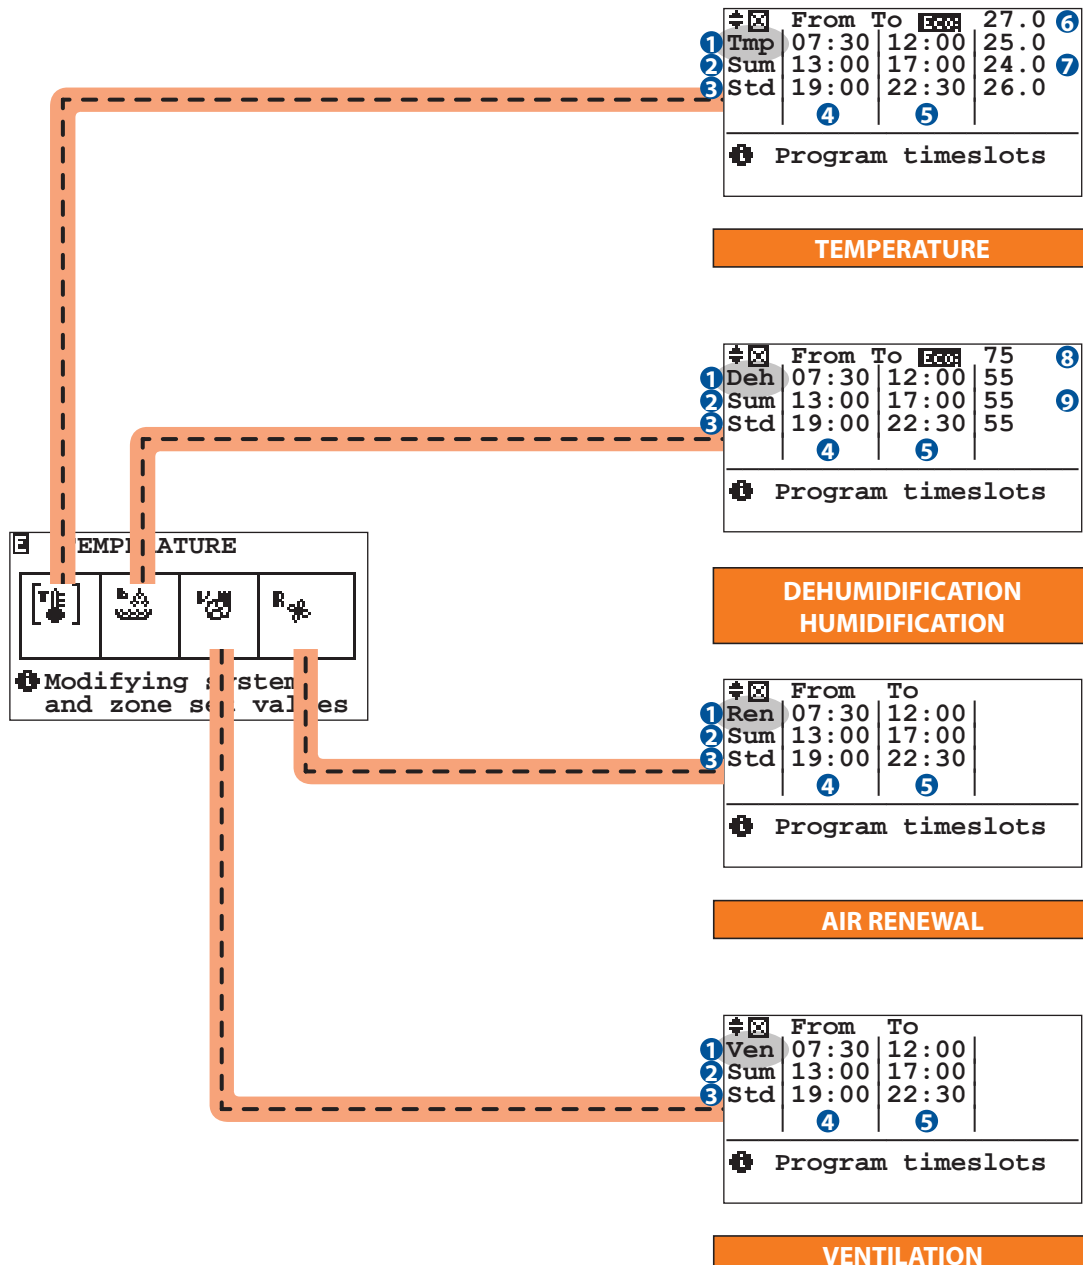 From To Eco: 27.0 6
1 Tmp 07:30 12:00 25.0
2 Sum 13:00 17:00 24.0 7
3 Std 19:00 22:30 26.0
4 5
i Program timeslots
TEMPERATURE
From To Eco: 75 8
1 Deh 07:30 12:00 55
2 Sum 13:00 17:00 55 9
3 Std 19:00 22:30 55
4 5
i Program timeslots
DEHUMIDIFICATION
HUMIDIFICATION
E EMP ATURE
T h V/W R
i Modifying s stem
and zone se val es
From To
1 Ren 07:30 12:00
2 Sum 13:00 17:00
3 Std 19:00 22:30
4 5
i Program timeslots
AIR RENEWAL
From To
1 Ven 07:30 12:00
2 Sum 13:00 17:00
3 Std 19:00 22:30
4 5
i Program timeslots
VENTILATION